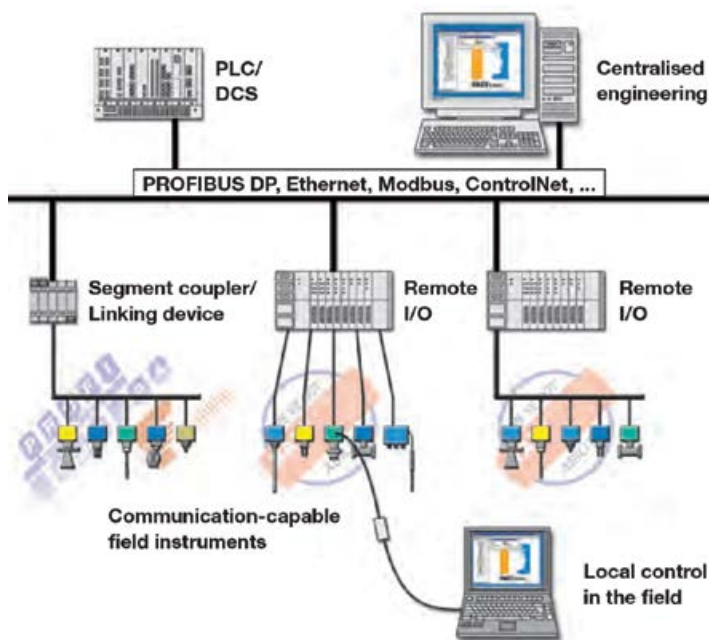 PLC/
DCS
Centralised
engineering
PROFIBUS DP, Ethernet, Modbus, ControlNet, ...
Segment coupler/
Linking device
Remote
I/O
Remote
I/O
Communication-capable
field instruments
Local control
in the field